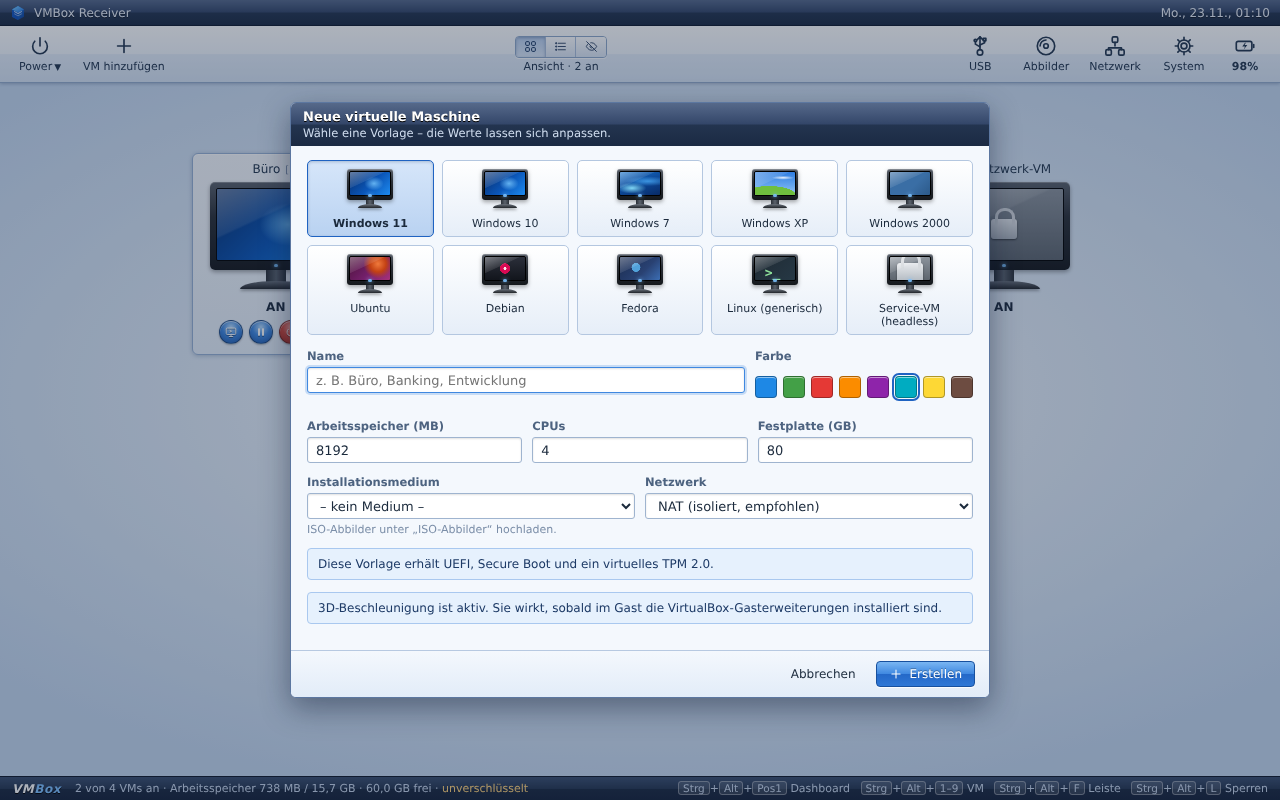 VMBox Receiver
Mo., 23.11., 01:10
Power ▾
VM hinzufügen
Ansicht · 2 an
USB
Abbilder
Netzwerk
System
98%
Büro
tzwerk-VM
AN
AN
Neue virtuelle Maschine
Wähle eine Vorlage – die Werte lassen sich anpassen.
Windows 11
Windows 10
Windows 7
Windows XP
Windows 2000
Ubuntu
Debian
Fedora
>_
Linux (generisch)
Service-VM
(headless)
Name
Farbe
z. B. Büro, Banking, Entwicklung
Arbeitsspeicher (MB)
CPUs
Festplatte (GB)
8192
4
80
Installationsmedium
Netzwerk
– kein Medium –
NAT (isoliert, empfohlen)
ISO-Abbilder unter „ISO-Abbilder“ hochladen.
Diese Vorlage erhält UEFI, Secure Boot und ein virtuelles TPM 2.0.
3D-Beschleunigung ist aktiv. Sie wirkt, sobald im Gast die VirtualBox-Gasterweiterungen installiert sind.
Abbrechen
+ Erstellen
VMBox 2 von 4 VMs an · Arbeitsspeicher 738 MB / 15,7 GB · 60,0 GB frei · unverschlüsselt
Strg+Alt+Pos1 Dashboard Strg+Alt+1–9 VM Strg+Alt+F Leiste Strg+Alt+L Sperren